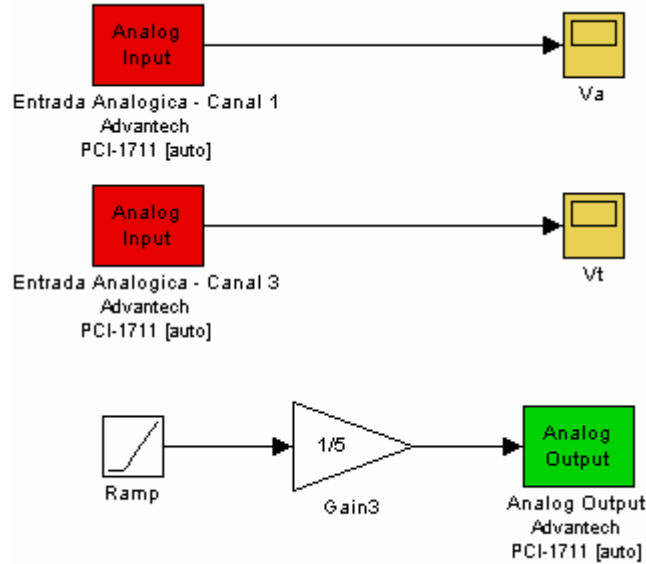 Analog
Input
Entrada Analogica - Canal 1
Advantech
PCI-1711 [auto]
Va
Analog
Input
Entrada Analogica - Canal 3
Advantech
PCI-1711 [auto]
Vt
Ramp
1/5
Gain3
Analog
Output
Analog Output
Advantech
PCI-1711 [auto]